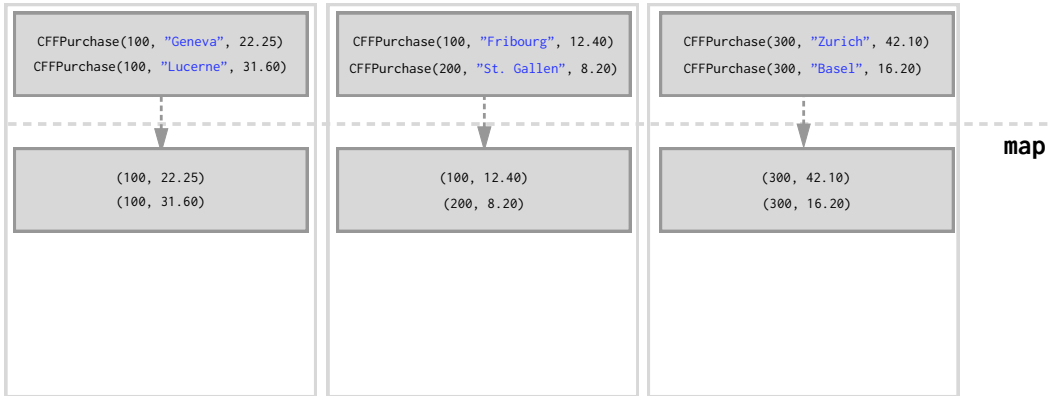 CFFPurchase(100, ”Geneva”, 22.25)
CFFPurchase(100, ”Lucerne”, 31.60)
CFFPurchase(100, ”Fribourg”, 12.40)
CFFPurchase(200, ”St. Gallen”, 8.20)
CFFPurchase(300, ”Zurich”, 42.10)
CFFPurchase(300, ”Basel”, 16.20)
map
(100, 22.25)
(100, 31.60)
(100, 12.40)
(200, 8.20)
(300, 42.10)
(300, 16.20)